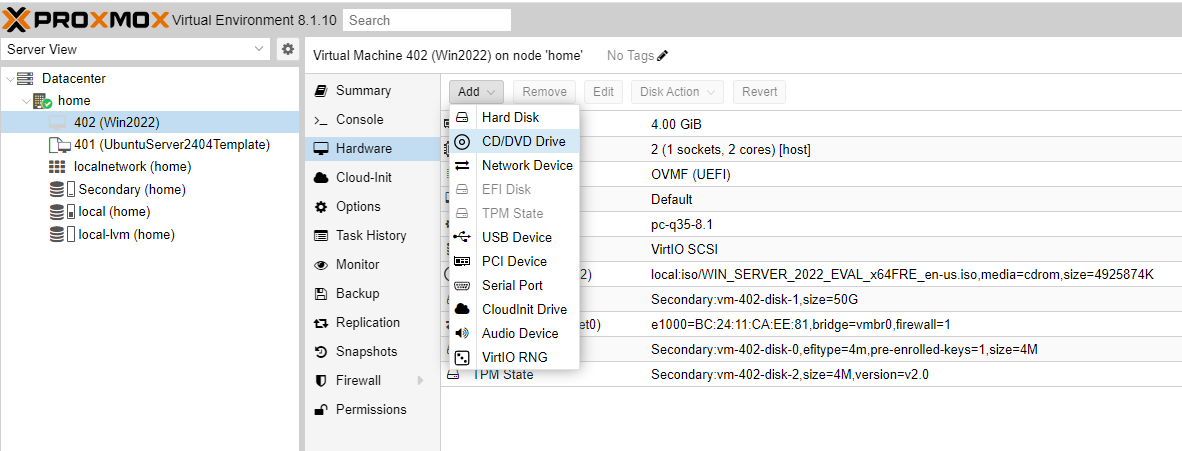 PROXMOX Virtual Environment 8.1.10 Search
Server View
Datacenter
home
402 (Win2022)
401 (UbuntuServer2404Template)
localnetwork (home)
Secondary (home)
local (home)
local-lvm (home)
Virtual Machine 402 (Win2022) on node 'home' No Tags
Summary
Console
Hardware
Cloud-Init
Options
Task History
Monitor
Backup
Replication
Snapshots
Firewall
Permissions
Add Remove Edit Disk Action Revert
Hard Disk
CD/DVD Drive
Network Device
EFI Disk
TPM State
USB Device
PCI Device
Serial Port
CloudInit Drive
Audio Device
VirtIO RNG
4.00 GiB
2 (1 sockets, 2 cores) [host]
OVMF (UEFI)
Default
pc-q35-8.1
VirtIO SCSI
2) local:iso/WIN_SERVER_2022_EVAL_x64FRE_en-us.iso,media=cdrom,size=4925874K
Secondary:vm-402-disk-1,size=50G
et0) e1000=BC:24:11:CA:EE:81,bridge=vmbr0,firewall=1
Secondary:vm-402-disk-0,efitype=4m,pre-enrolled-keys=1,size=4M
TPM State Secondary:vm-402-disk-2,size=4M,version=v2.0